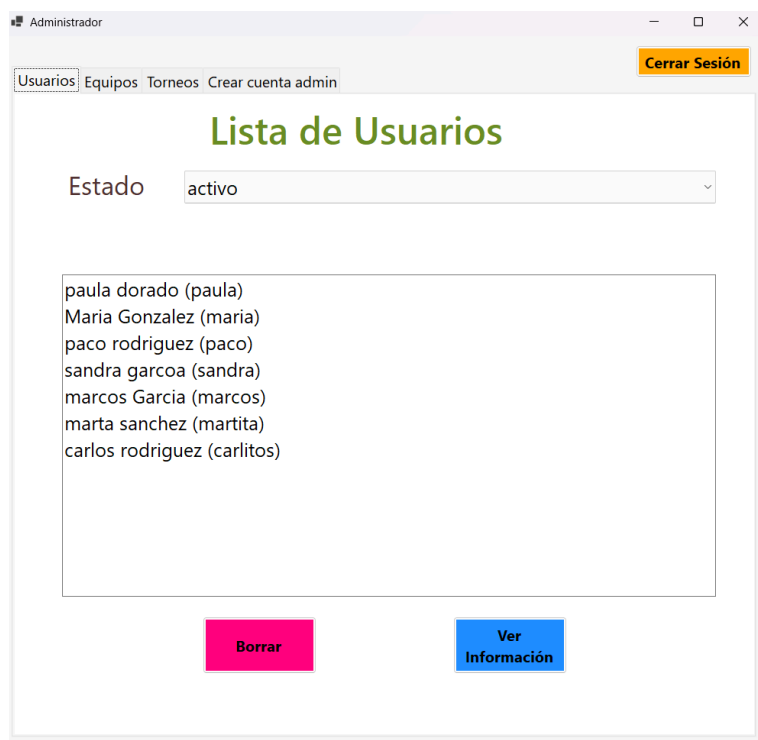 Administrador
Cerrar Sesión
Usuarios Equipos Torneos Crear cuenta admin
Lista de Usuarios
Estado activo
paula dorado (paula)
Maria Gonzalez (maria)
paco rodriguez (paco)
sandra garcoa (sandra)
marcos Garcia (marcos)
marta sanchez (martita)
carlos rodriguez (carlitos)
Borrar
Ver
Información